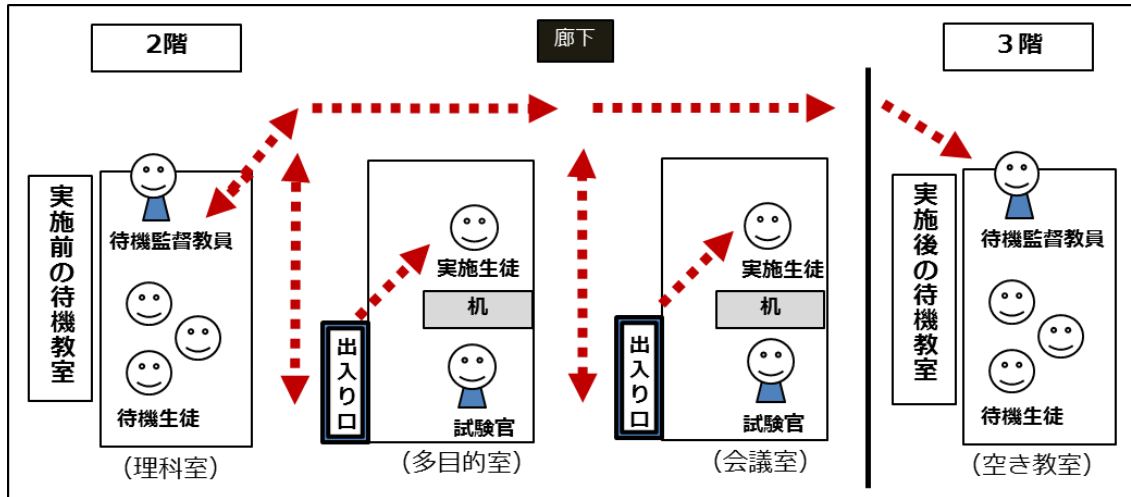 2階
廊下
3階
実施前の待機教室
待機監督教員
待機生徒
(理科室)
実施生徒
机
出入り口
試験官
(多目的室)
実施生徒
机
出入り口
試験官
(会議室)
実施後の待機教室
待機監督教員
待機生徒
(空き教室)